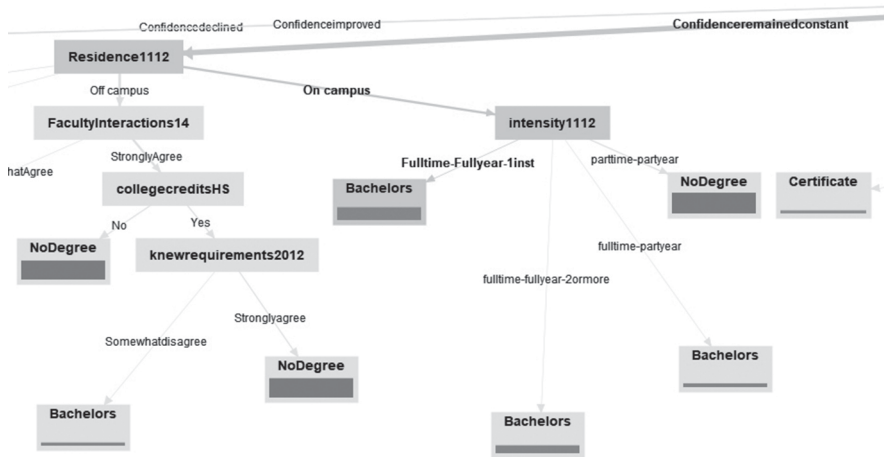 Confidencedeclined
Confidenceimproved
Confidenceremainedconstant
Residence1112
Off campus
On campus
FacultyInteractions14
intensity1112
hatAgree
StronglyAgree
Fulltime-Fullyear-1inst
parttime-partyear
collegecreditsHS
Bachelors
NoDegree
Certificate
No
Yes
NoDegree
knewrequirements2012
fulltime-partyear
fulltime-fullyear-2ormore
Somewhatdisagree
Stronglyagree
NoDegree
Bachelors
Bachelors
Bachelors